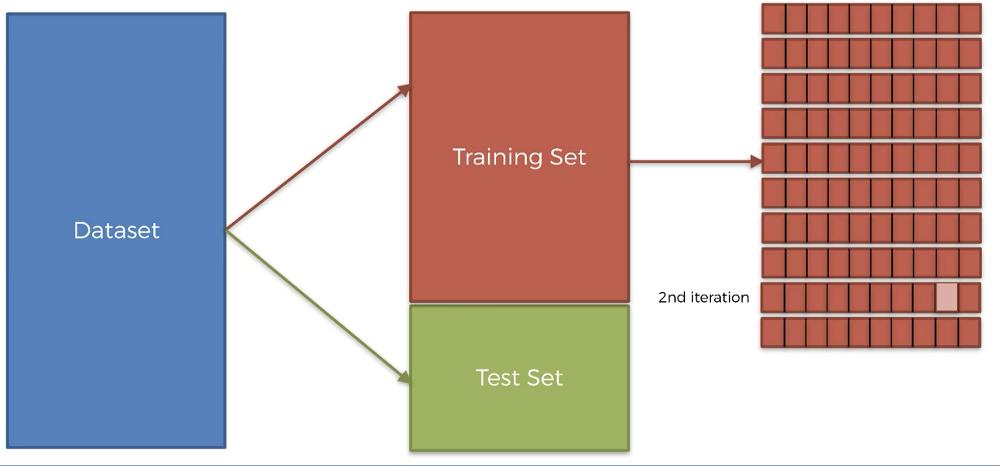 Dataset
Training Set
2nd iteration
Test Set